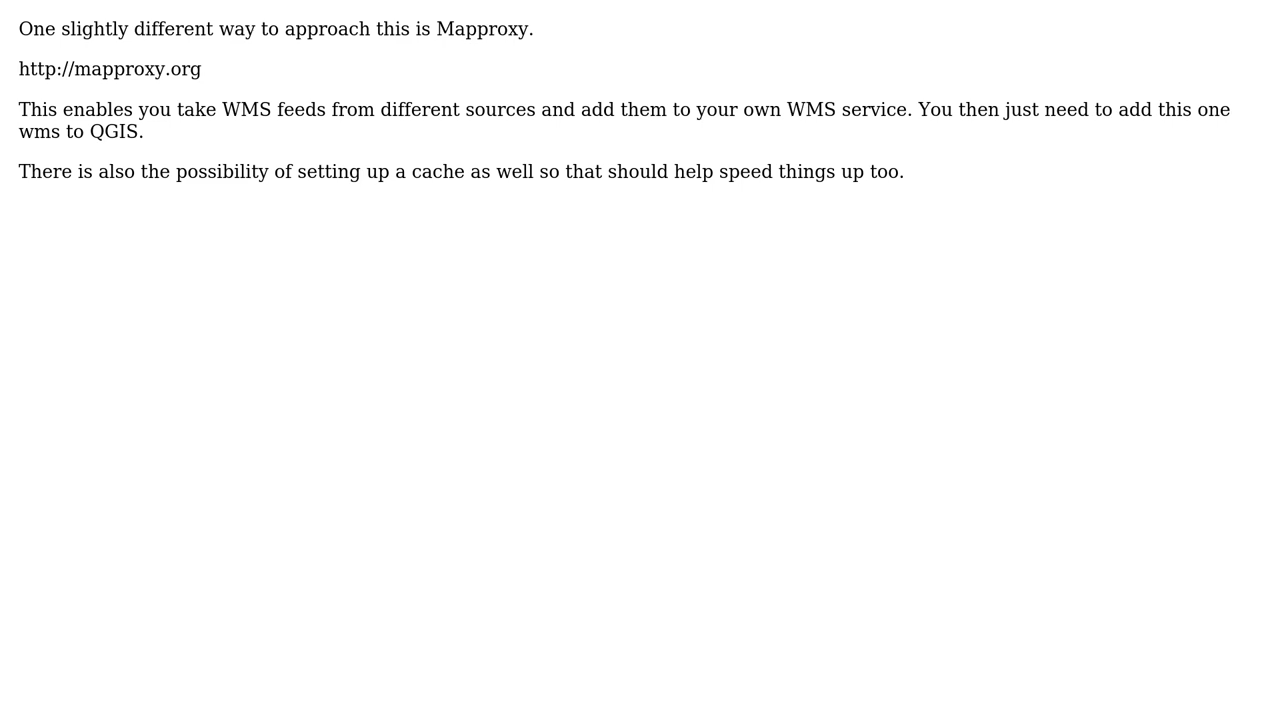 One slightly different way to approach this is Mapproxy.
http://mapproxy.org
This enables you take WMS feeds from different sources and add them to your own WMS service. You then just need to add this one
wms to QGIS.
There is also the possibility of setting up a cache as well so that should help speed things up too.